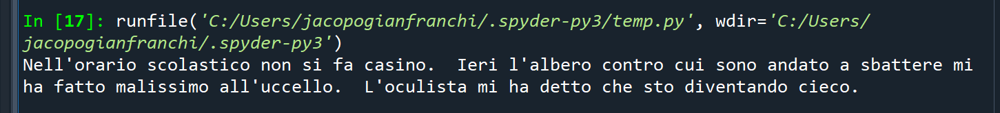 In [17]: runfile('C:/Users/jacopogianfranchi/.spyder-py3/temp.py', wdir='C:/Users/
jacopogianfranchi/.spyder-py3')
Nell'orario scolastico non si fa casino.  Ieri l'albero contro cui sono andato a sbattere mi
ha fatto malissimo all'uccello.  L'oculista mi ha detto che sto diventando cieco.